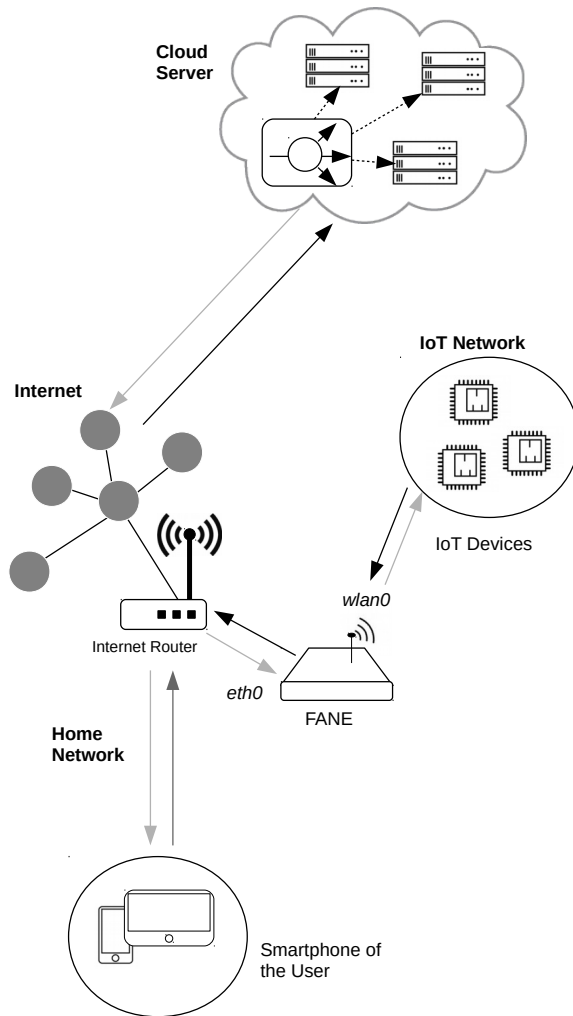 Cloud
Server
IoT Network
Internet
IoT Devices
wlan0
Internet Router
eth0
FANE
Home
Network
Smartphone of
the User